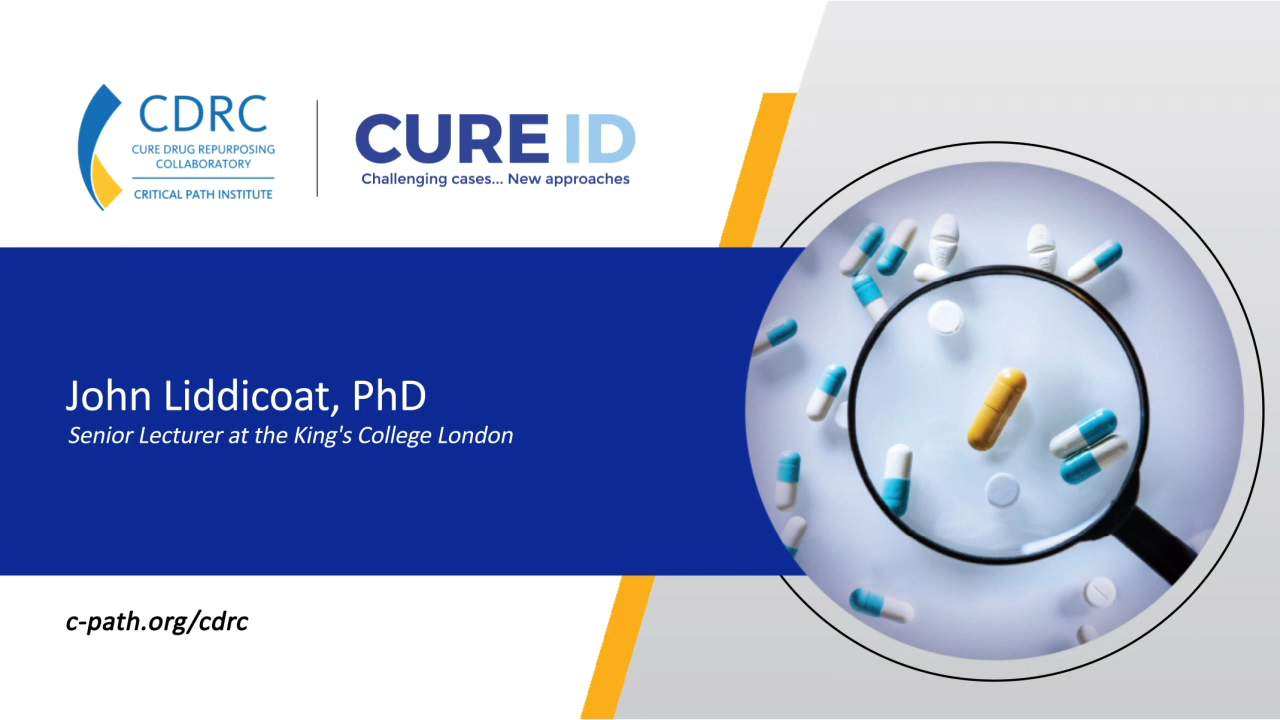 CDRC
CURE DRUG REPURPOSING
COLLABORATORY
CRITICAL PATH INSTITUTE
CURE ID
Challenging cases... New approaches
John Liddicoat, PhD
Senior Lecturer at the King's College London
c-path.org/cdrc